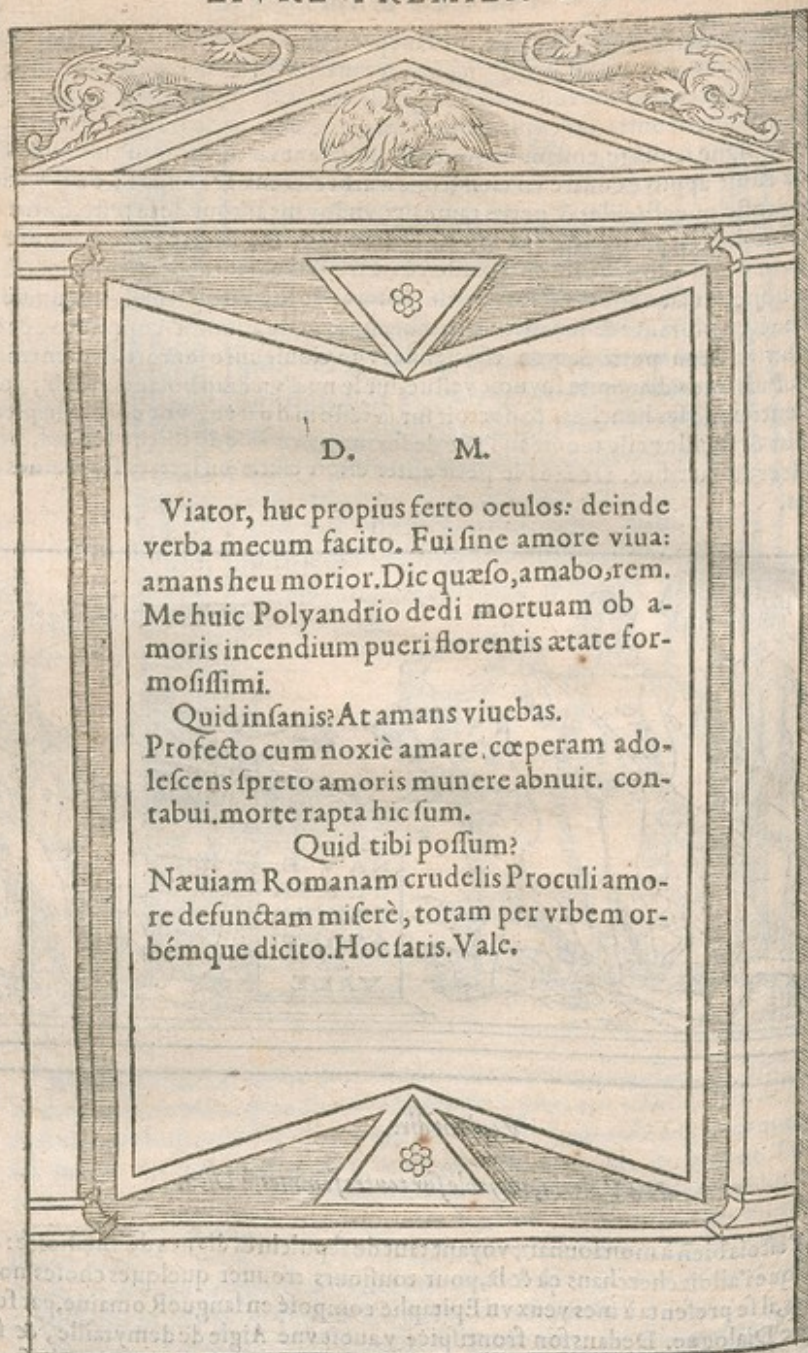 D. M.
Viator, huc propius ferto oculos: deinde
verba mecum facito. Fui ſine amore viua:
amans heu morior. Dic quæſo, amabo, rem.
Me huic Polyandrio dedi mortuam ob a-
moris incendium pueri florentis ætate for-
moſiſſimi.
Quid inſanis? At amans viuebas.
Profecto cum noxiè amare, cœperam ado-
leſcens ſpreto amoris munere abnuit. con-
tabui. morte rapta hic ſum.
Quid tibi poſſum?
Næuiam Romanam crudelis Proculi amo-
re defunctam miſerè, totam per vrbem or-
bémque dicito. Hoc ſatis. Vale.